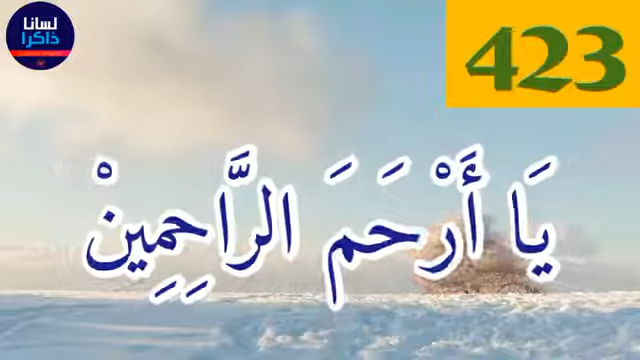 لسانا
ذاكرا
423
يَا أَرْحَمَ الرَّاحِمِينْ